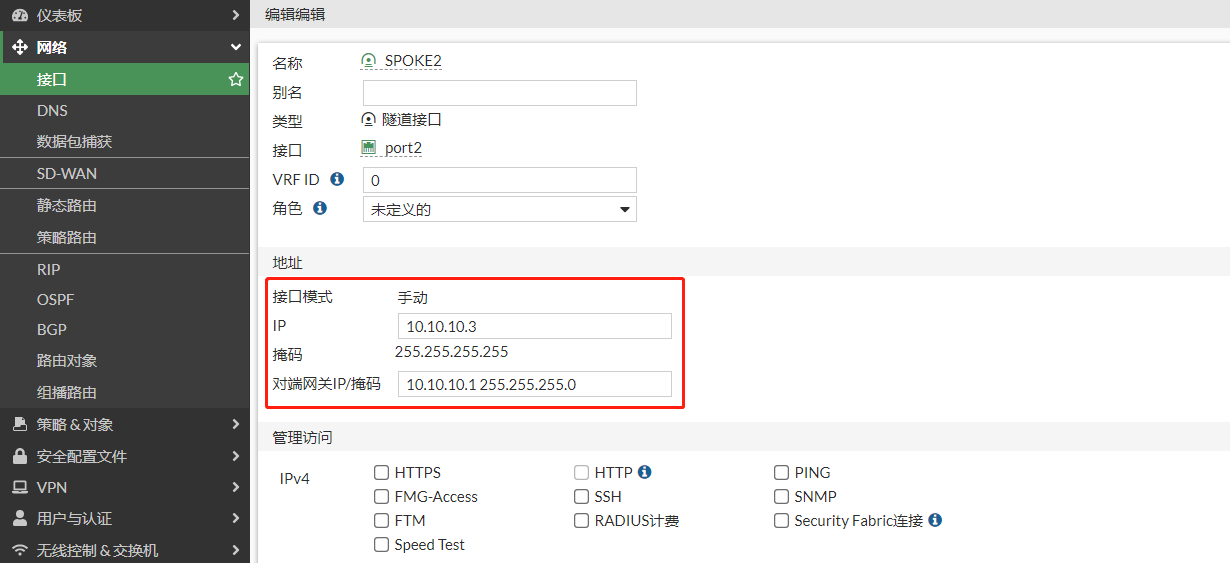 仪表板
网络
接口
DNS
数据包捕获
SD-WAN
静态路由
策略路由
RIP
OSPF
BGP
路由对象
组播路由
策略 & 对象
安全配置文件
VPN
用户与认证
无线控制 & 交换机
编辑编辑
名称 SPOKE2
别名
类型 隧道接口
接口 port2
VRF ID 0
角色 未定义的
地址
接口模式 手动
IP 10.10.10.3
掩码 255.255.255.255
对端网关IP/掩码 10.10.10.1 255.255.255.0
管理访问
IPv4 HTTPS HTTP PING
FMG-Access SSH SNMP
FTM RADIUS计费 Security Fabric连接
Speed Test